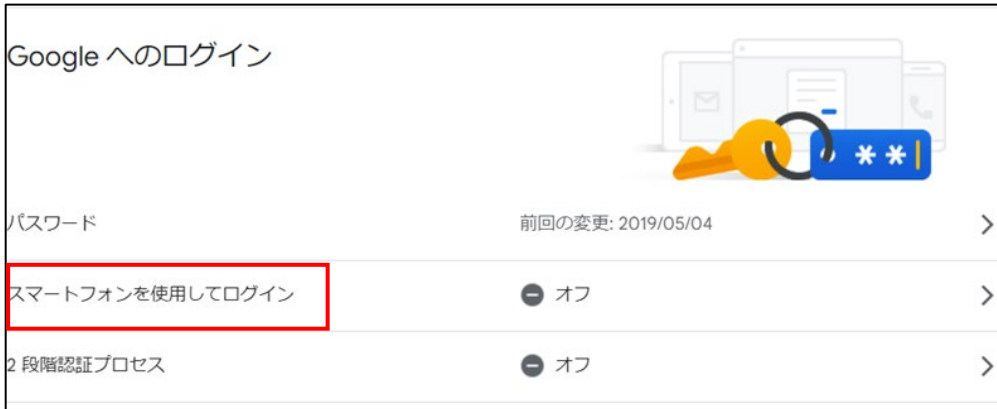 Google へのログイン
**
パスワード 前回の変更: 2019/05/04
スマートフォンを使用してログイン オフ
2 段階認証プロセス オフ